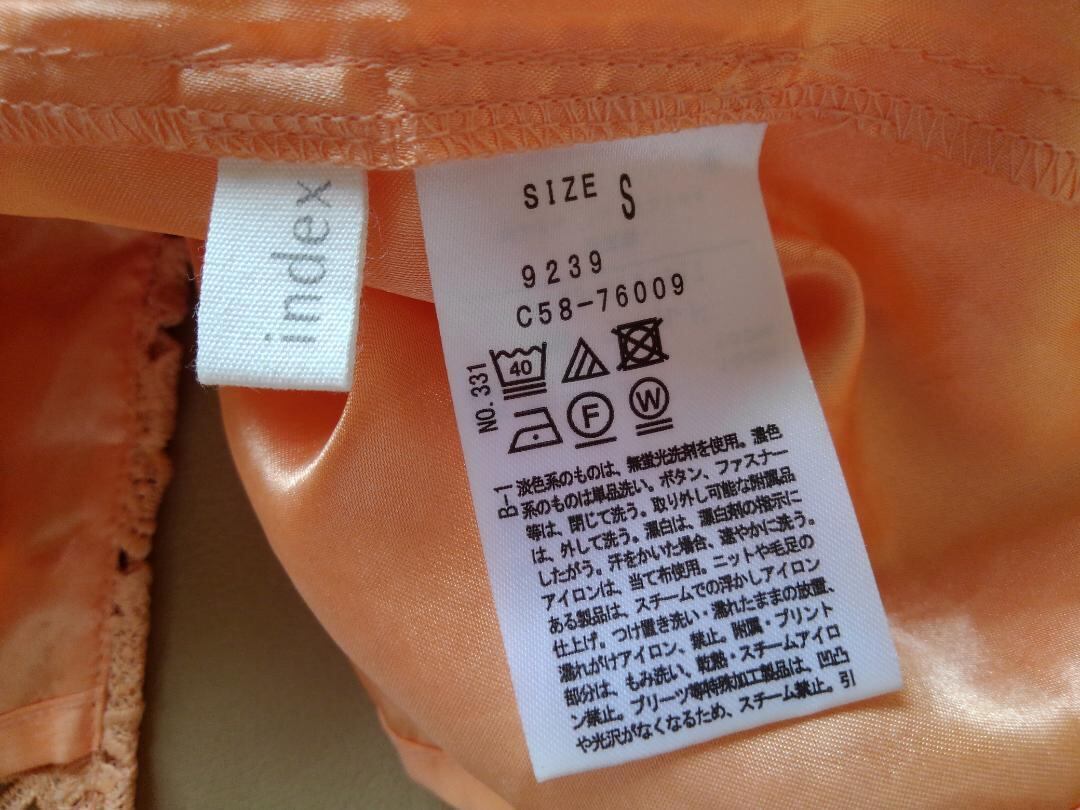 index
SIZE S
9239
C58-76009
NO.331
40
F
W
B-1
淡色系のものは、無蛍光洗剤を使用。濃色
系のものは単品洗い。ボタン、ファスナー
等は、閉じて洗う。取り外し可能な附属品
は、外して洗う。漂白は、漂白剤の指示に
したがう。汗をかいた場合、速やかに洗う。
アイロンは、当て布使用。ニットや毛足の
ある製品は、スチームでの浮かしアイロン
仕上げ。つけ置き洗い・濡れたままの放置、
濡れがけアイロン、禁止。附属・プリント
部分は、もみ洗い、乾熱・スチームアイロ
ン禁止。プリーツ等特殊加工製品は、凹凸
や光沢がなくなるため、スチーム禁止。引